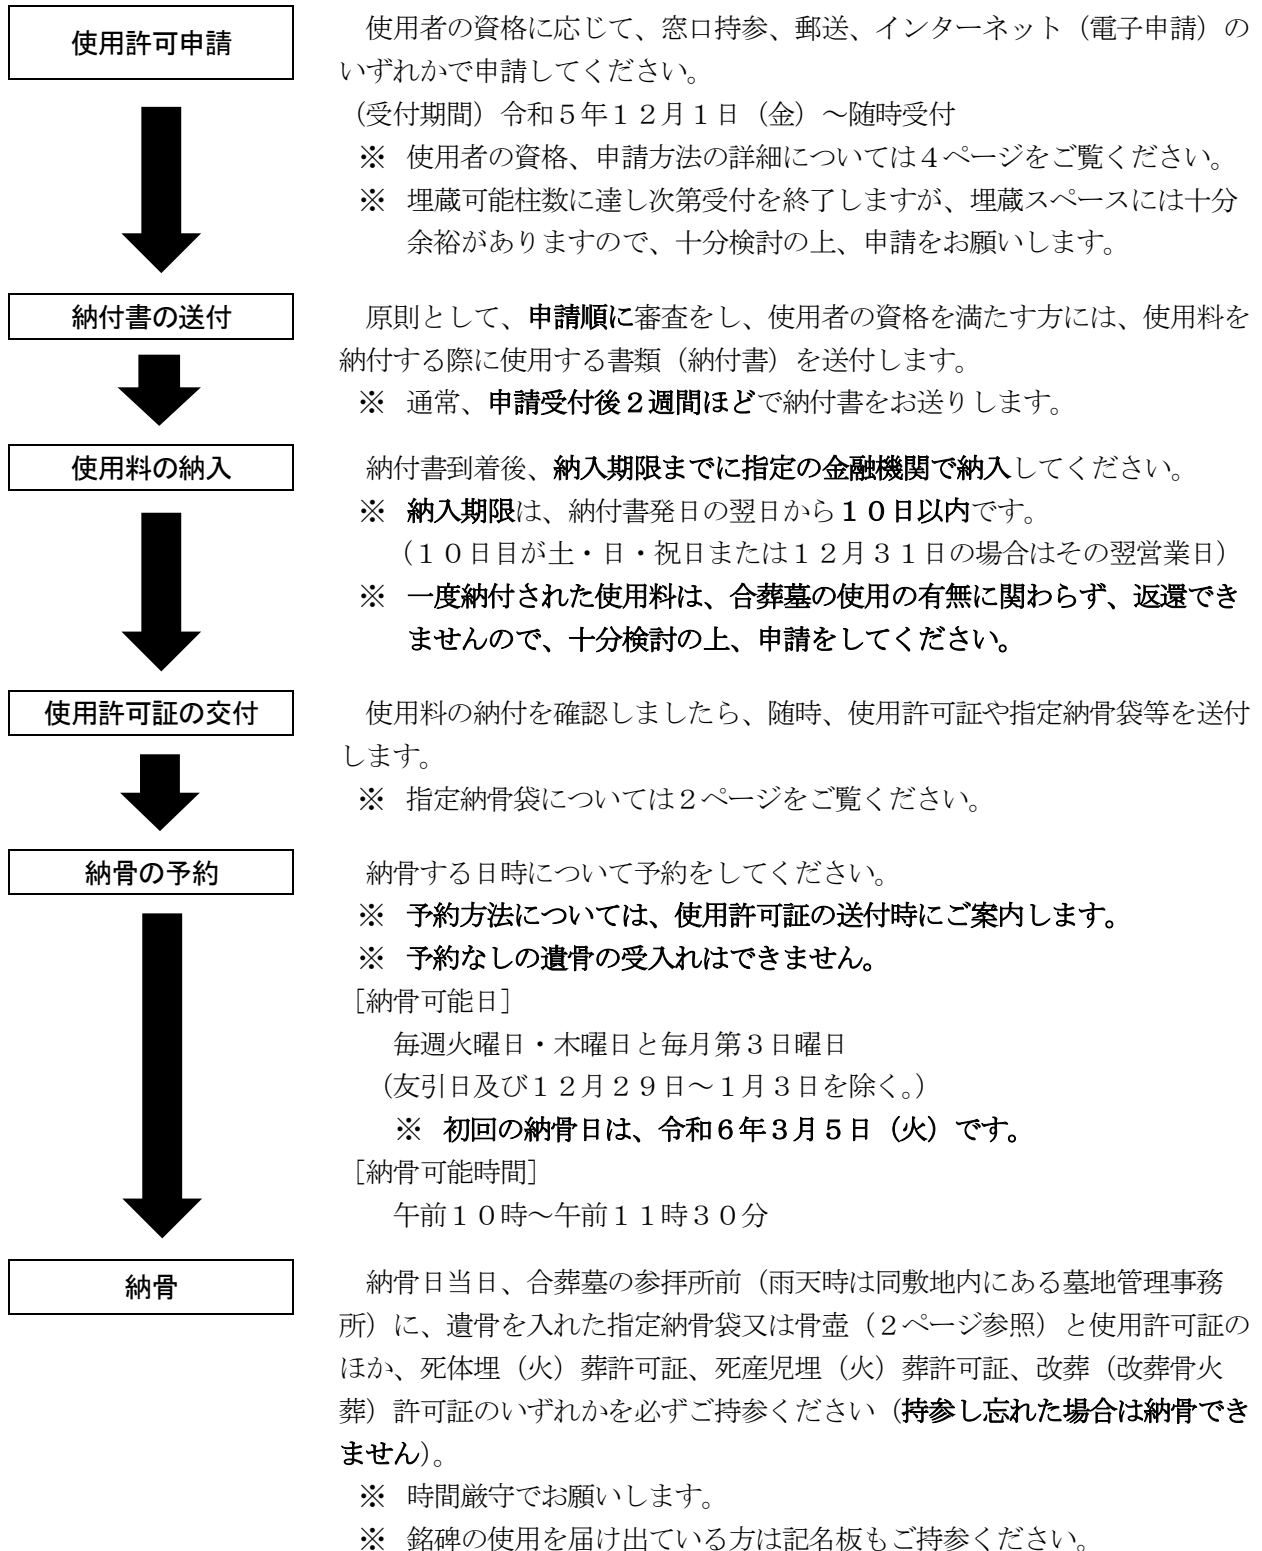 使用許可申請
使用者の資格に応じて、窓口持参、郵送、インターネット（電子申請）の
いずれかで申請してください。
（受付期間）令和５年１２月１日（金）～随時受付
※ 使用者の資格、申請方法の詳細については４ページをご覧ください。
※ 埋蔵可能柱数に達し次第受付を終了しますが、埋蔵スペースには十分
余裕がありますので、十分検討の上、申請をお願いします。
納付書の送付
原則として、申請順に審査をし、使用者の資格を満たす方には、使用料を
納付する際に使用する書類（納付書）を送付します。
※ 通常、申請受付後２週間ほどで納付書をお送りします。
使用料の納入
納付書到着後、納入期限までに指定の金融機関で納入してください。
※ 納入期限は、納付書発日の翌日から１０日以内です。
（１０日目が土・日・祝日または１２月３１日の場合はその翌営業日）
※ 一度納付された使用料は、合葬墓の使用の有無に関わらず、返還でき
ませんので、十分検討の上、申請をしてください。
使用許可証の交付
使用料の納付を確認しましたら、随時、使用許可証や指定納骨袋等を送付
します。
※ 指定納骨袋については２ページをご覧ください。
納骨の予約
納骨する日時について予約をしてください。
※ 予約方法については、使用許可証の送付時にご案内します。
※ 予約なしの遺骨の受入れはできません。
［納骨可能日］
毎週火曜日・木曜日と毎月第３日曜日
（友引日及び１２月２９日～１月３日を除く。）
※ 初回の納骨日は、令和６年３月５日（火）です。
［納骨可能時間］
午前１０時～午前１１時３０分
納骨
納骨日当日、合葬墓の参拝所前（雨天時は同敷地内にある墓地管理事務
所）に、遺骨を入れた指定納骨袋又は骨壺（２ページ参照）と使用許可証の
ほか、死体埋（火）葬許可証、死産児埋（火）葬許可証、改葬（改葬骨火
葬）許可証のいずれかを必ずご持参ください（持参し忘れた場合は納骨でき
ません）。
※ 時間厳守でお願いします。
※ 銘碑の使用を届け出ている方は記名板もご持参ください。